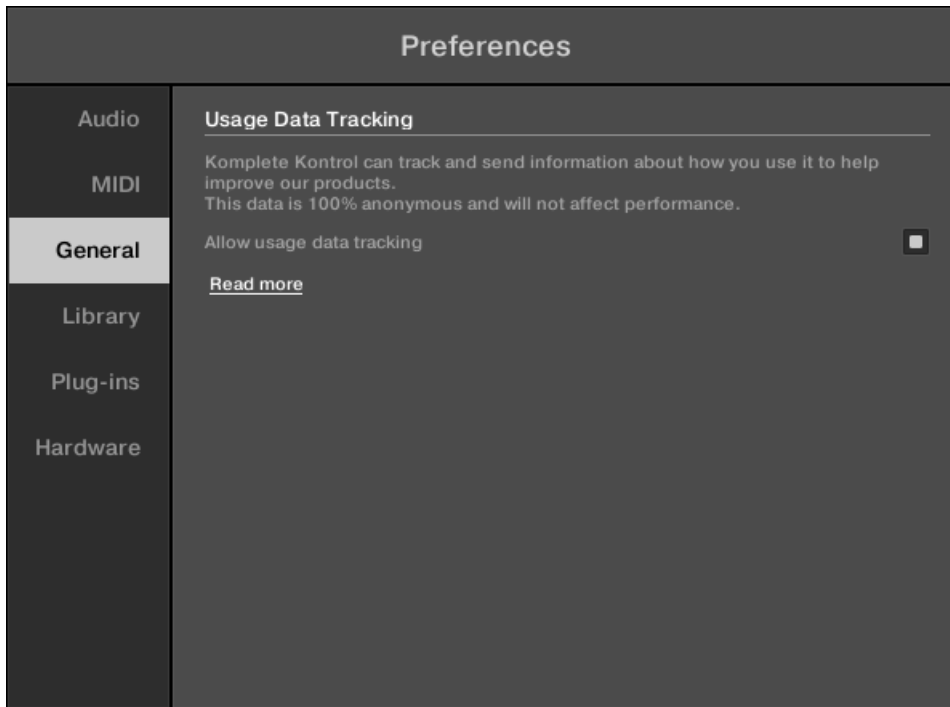 Preferences
Audio
MIDI
General
Library
Plug-ins
Hardware
Usage Data Tracking
Komplete Kontrol can track and send information about how you use it to help
improve our products.
This data is 100% anonymous and will not affect performance.
Allow usage data tracking
Read more